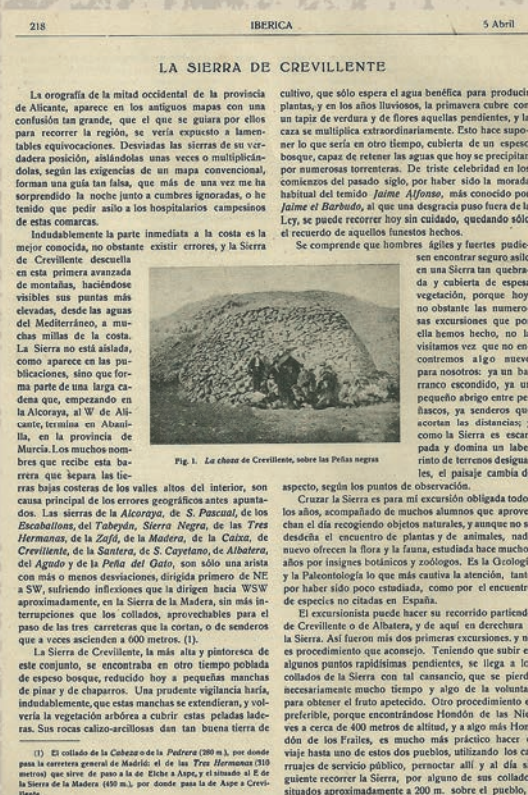 218
IBERICA
5 Abril
LA SIERRA DE CREVILLENTE
La orografía de la mitad occidental de la provincia
de Alicante, aparece en los antiguos mapas con una
confusión tan grande, que el que se guiara por ellos
para recorrer la región, se vería expuesto a lamen-
tables equivocaciones. Desviadas las sierras de su ver-
dadera posición, aislándolas unas veces o multiplicán-
dolas, según las exigencias de un mapa convencional,
forman una guía tan falsa, que más de una vez me ha
sorprendido la noche junto a cumbres ignoradas, o he
tenido que pedir asilo a los hospitalarios campesinos
de estas comarcas.
Indudablemente la parte inmediata a la costa es la
mejor conocida, no obstante existir errores, y la Sierra
de Crevillente descuella
en esta primera avanzada
de montañas, haciéndose
visibles sus puntas más
elevadas, desde las aguas
del Mediterráneo, a mu-
chas millas de la costa.
La Sierra no está aislada,
como aparece en las pu-
blicaciones, sino que for-
ma parte de una larga ca-
dena que, empezando en
la Alcoraya, al W de Ali-
cante, termina en Abani-
lla, en la provincia de
Murcia. Los muchos nom-
bres que recibe esta ba-
rrera que separa las tie-
rras bajas costeras de los valles altos del interior, son
causa principal de los errores geográficos antes apunta-
dos. Las sierras de la Alcoraya, de S. Pascual, de los
Escaballons, del Tabeyán, Sierra Negra, de las Tres
Hermanas, de la Zafá, de la Madera, de la Caixa, de
Crevillente, de la Santera, de S. Cayetano, de Albatera,
del Agudo y de la Peña del Gato, son sólo una arista
con más o menos desviaciones, dirigida primero de NE
a SW, sufriendo inflexiones que la dirigen hacia WSW
aproximadamente, en la Sierra de la Madera, sin más in-
terrupciones que los collados, aprovechables para el
paso de las tres carreteras que la cortan, o de senderos
que a veces ascienden a 600 metros. (1).
La Sierra de Crevillente, la más alta y pintoresca de
este conjunto, se encontraba en otro tiempo poblada
de espeso bosque, reducido hoy a pequeñas manchas
de pinar y de chaparros. Una prudente vigilancia haría,
indudablemente, que estas manchas se extendieran, y vol-
vería la vegetación arbórea a cubrir estas peladas lade-
ras. Sus rocas calizo-arcillosas dan tan buena tierra de
(1) El collado de la Cabeza o de la Pedrera (280 m), por donde
pasa la carretera general de Madrid: el de las Tres Hermanas (310
metros) que sirve de paso a la de Elche a Aspe, y el situado al E de
la Sierra de la Madera (450 m.), por donde pasa la de Aspe a Crevi-
llente.
cultivo, que sólo espera el agua benéfica para producir
plantas, y en los años lluviosos, la primavera cubre con
un tapiz de verdura y de flores aquellas pendientes, y la
caza se multiplica extraordinariamente. Esto hace supo-
ner lo que sería en otro tiempo, cubierta de un espeso
bosque, capaz de retener las aguas que hoy se precipitan
por numerosas torrenteras. De triste celebridad en los
comienzos del pasado siglo, por haber sido la morada
habitual del temido Jaime Alfonso, más conocido por
Jaime el Barbudo, al que una desgracia puso fuera de la
Ley, se puede recorrer hoy sin cuidado, quedando sólo
el recuerdo de aquellos funestos hechos.
Se comprende que hombres ágiles y fuertes pudie-
sen encontrar seguro asilo
en una Sierra tan quebra-
da y cubierta de espesa
vegetación, porque hoy,
no obstante las numero-
sas excursiones que por
ella hemos hecho, no la
visitamos vez que no en-
contremos algo nuevo
para nosotros: ya un ba-
rranco escondido, ya un
pequeño abrigo entre pe-
ñascos, ya senderos que
acortan las distancias;
como la Sierra es escar-
pada y domina un labe-
rinto de terrenos desigua-
les, el paisaje cambia de
aspecto, según los puntos de observación.
Fig. 1. La choza de Crevillente, sobre las Peñas negras
Cruzar la Sierra es para mí excursión obligada todos
los años, acompañado de muchos alumnos que aprove-
chan el día recogiendo objetos naturales, y aunque no se
desdeña el encuentro de plantas y de animales, nada
nuevo ofrecen la flora y la fauna, estudiada hace muchos
años por insignes botánicos y zoólogos. Es la Geología
y la Paleontología lo que más cautiva la atención, tanto
por haber sido poco estudiada, como por el encuentro
de especies no citadas en España.
El excursionista puede hacer su recorrido partiendo
de Crevillente o de Albatera, y de aquí en derechura a
la Sierra. Así fueron mis dos primeras excursiones, y no
es procedimiento que aconsejo. Teniendo que subir en
algunos puntos rapidísimas pendientes, se llega a los
collados de la Sierra con tal cansancio, que se pierde
necesariamente mucho tiempo y algo de la voluntad
para obtener el fruto apetecido. Otro procedimiento es
preferible, porque encontrándose Hondón de las Nie-
ves a cerca de 400 metros de altitud, y a algo más Hon-
dón de los Frailes, es mucho más práctico hacer el
viaje hasta uno de estos dos pueblos, utilizando los ca-
rruajes de servicio público, pernoctar allí y al día si-
guiente recorrer la Sierra, por alguno de sus collados
situados aproximadamente a 200 m. sobre el pueblo,